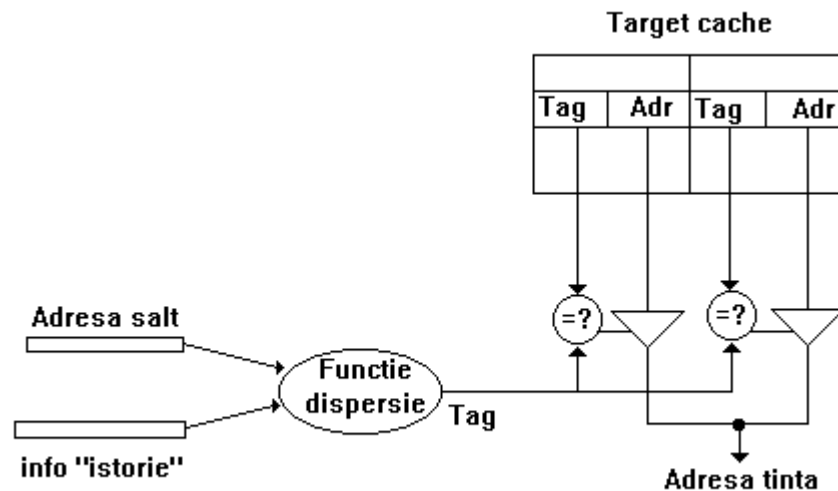 Target cache
Tag Adr Tag Adr
=? =?
Adresa salt
Functie
dispersie
Tag
info "istorie"
Adresa tinta